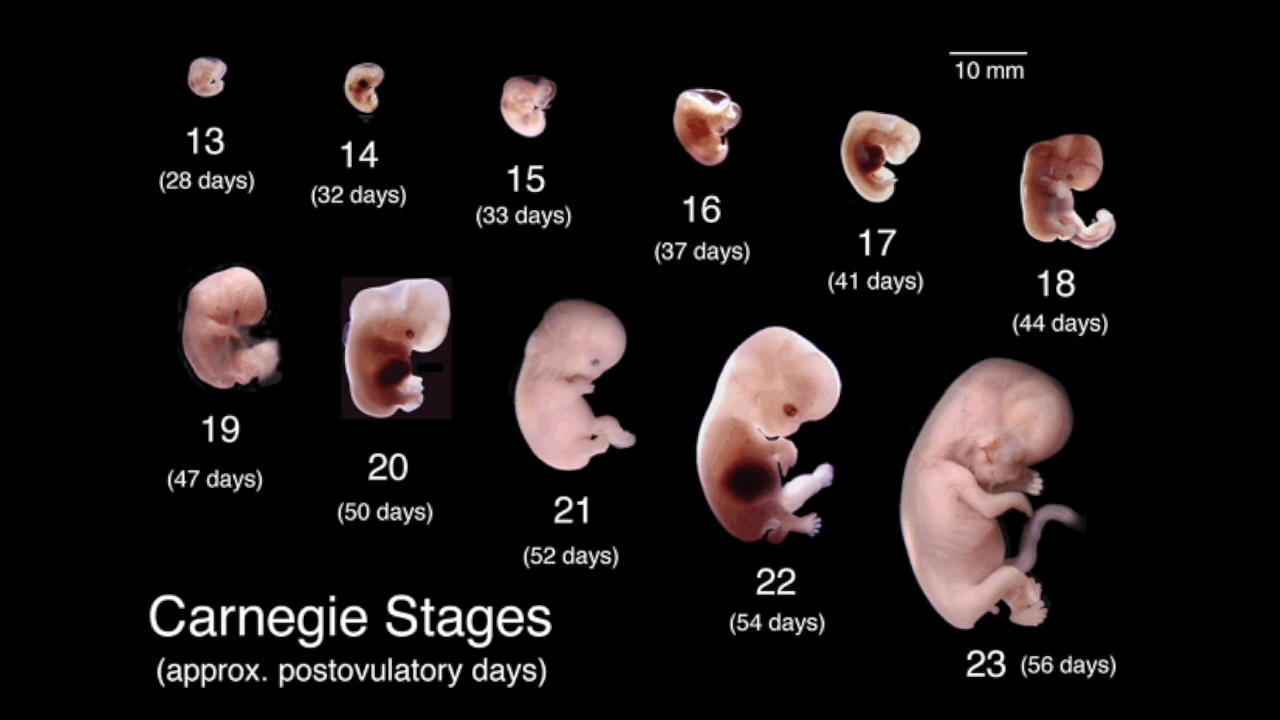 10 mm
13
(28 days)
14
(32 days)
15
(33 days)
16
(37 days)
17
(41 days)
18
(44 days)
19
(47 days)
20
(50 days)
21
(52 days)
22
(54 days)
23 (56 days)
Carnegie Stages
(approx. postovulatory days)